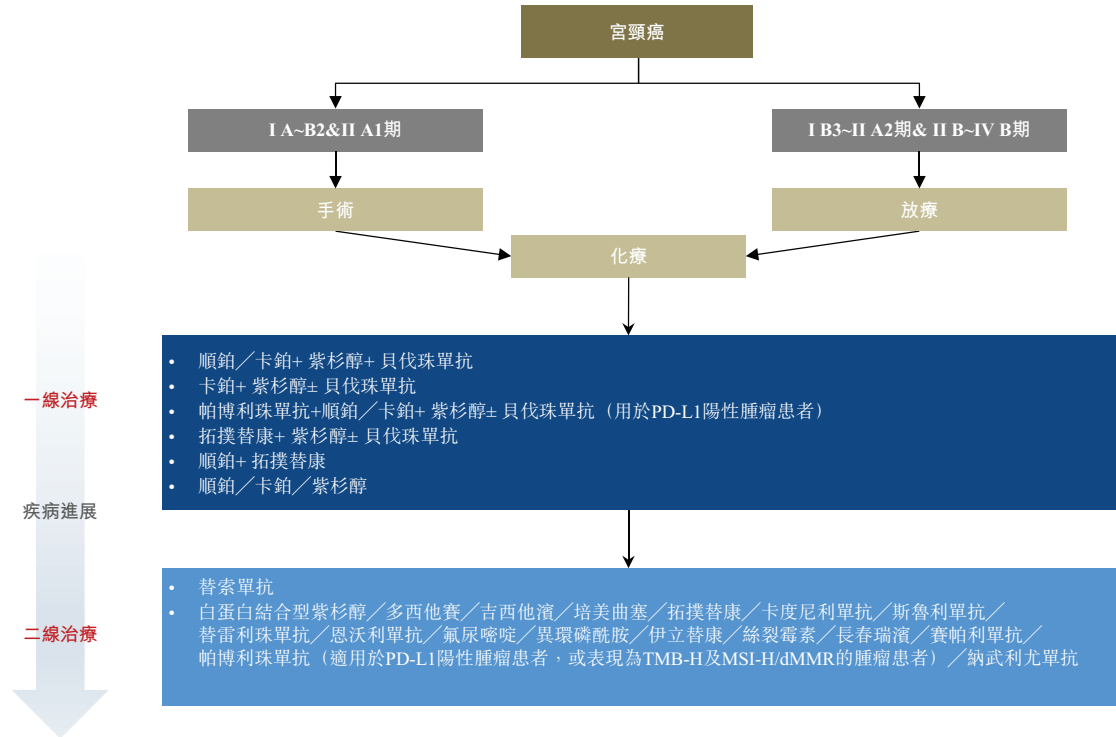 宮頸癌
I A~B2&II A1期
I B3~II A2期& II B~IV B期
手術
放療
化療
一線治療
• 順鉑／卡鉑+ 紫杉醇+ 貝伐珠單抗
• 卡鉑+ 紫杉醇± 貝伐珠單抗
• 帕博利珠單抗+順鉑／卡鉑+ 紫杉醇± 貝伐珠單抗（用於PD-L1陽性腫瘤患者）
• 拓撲替康+ 紫杉醇± 貝伐珠單抗
• 順鉑+ 拓撲替康
• 順鉑／卡鉑／紫杉醇
疾病進展
二線治療
• 替索單抗
• 白蛋白結合型紫杉醇／多西他賽／吉西他濱／培美曲塞／拓撲替康／卡度尼利單抗／斯魯利單抗／
替雷利珠單抗／恩沃利單抗／氟尿嘧啶／異環磷酰胺／伊立替康／絲裂霉素／長春瑞濱／賽帕利單抗／
帕博利珠單抗（適用於PD-L1陽性腫瘤患者，或表現為TMB-H及MSI-H/dMMR的腫瘤患者）／納武利尤單抗